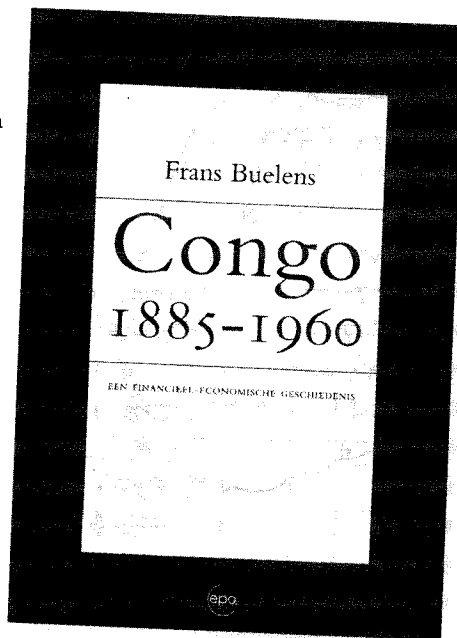 Frans Buelens
Congo
1885-1960
EEN FINANCIEEL-ECONOMISCHE GESCHIEDENIS
epo